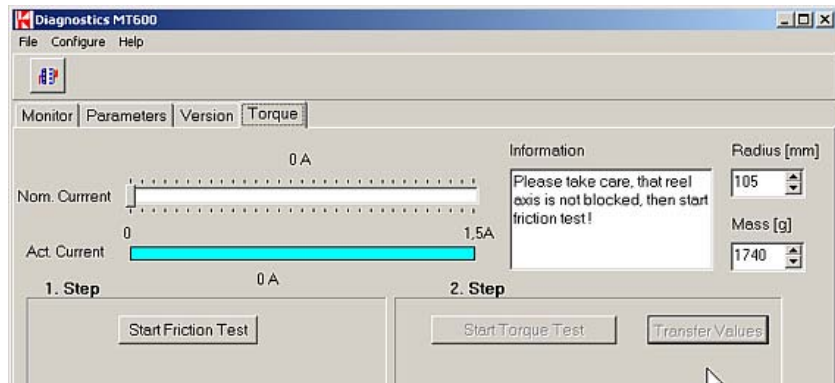 Diagnostics MT600
File Configure Help
Monitor Parameters Version Torque
0 A
Nom. Currrent
0 1,5A
Act. Current
0 A
Information
Please take care, that reel
axis is not blocked, then start
friction test!
Radius [mm]
105
Mass [g]
1740
1. Step
Start Friction Test
2. Step
Start Torque Test Transfer Values